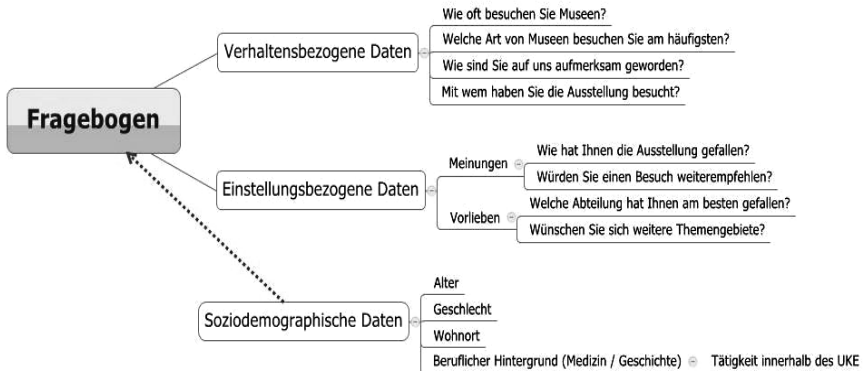 Fragebogen
Verhaltensbezogene Daten
Wie oft besuchen Sie Museen?
Welche Art von Museen besuchen Sie am häufigsten?
Wie sind Sie auf uns aufmerksam geworden?
Mit wem haben Sie die Ausstellung besucht?
Einstellungsbezogene Daten
Meinungen
Wie hat Ihnen die Ausstellung gefallen?
Würden Sie einen Besuch weiterempfehlen?
Vorlieben
Welche Abteilung hat Ihnen am besten gefallen?
Wünschen Sie sich weitere Themengebiete?
Soziodemographische Daten
Alter
Geschlecht
Wohnort
Beruflicher Hintergrund (Medizin / Geschichte)
Tätigkeit innerhalb des UKE